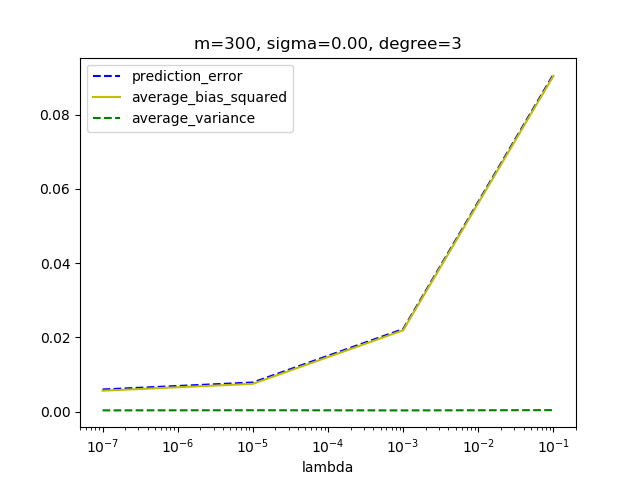 m=300, sigma=0.00, degree=3
prediction_error
average_bias_squared
average_variance
0.08
0.06
0.04
0.02
0.00
10⁻⁷ 10⁻⁶ 10⁻⁵ 10⁻⁴ 10⁻³ 10⁻² 10⁻¹
lambda